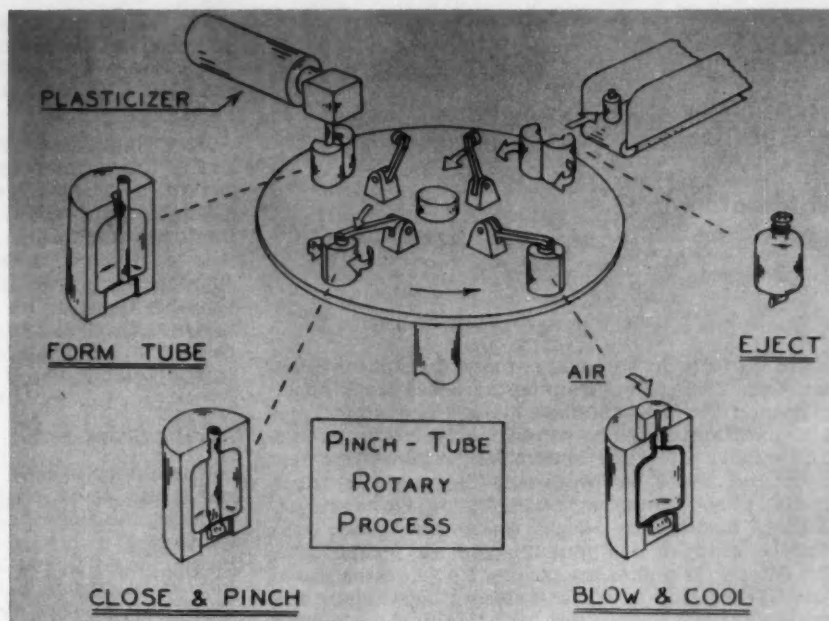 PLASTICIZER
FORM TUBE
EJECT
AIR
PINCH - TUBE
ROTARY
PROCESS
CLOSE & PINCH
BLOW & COOL